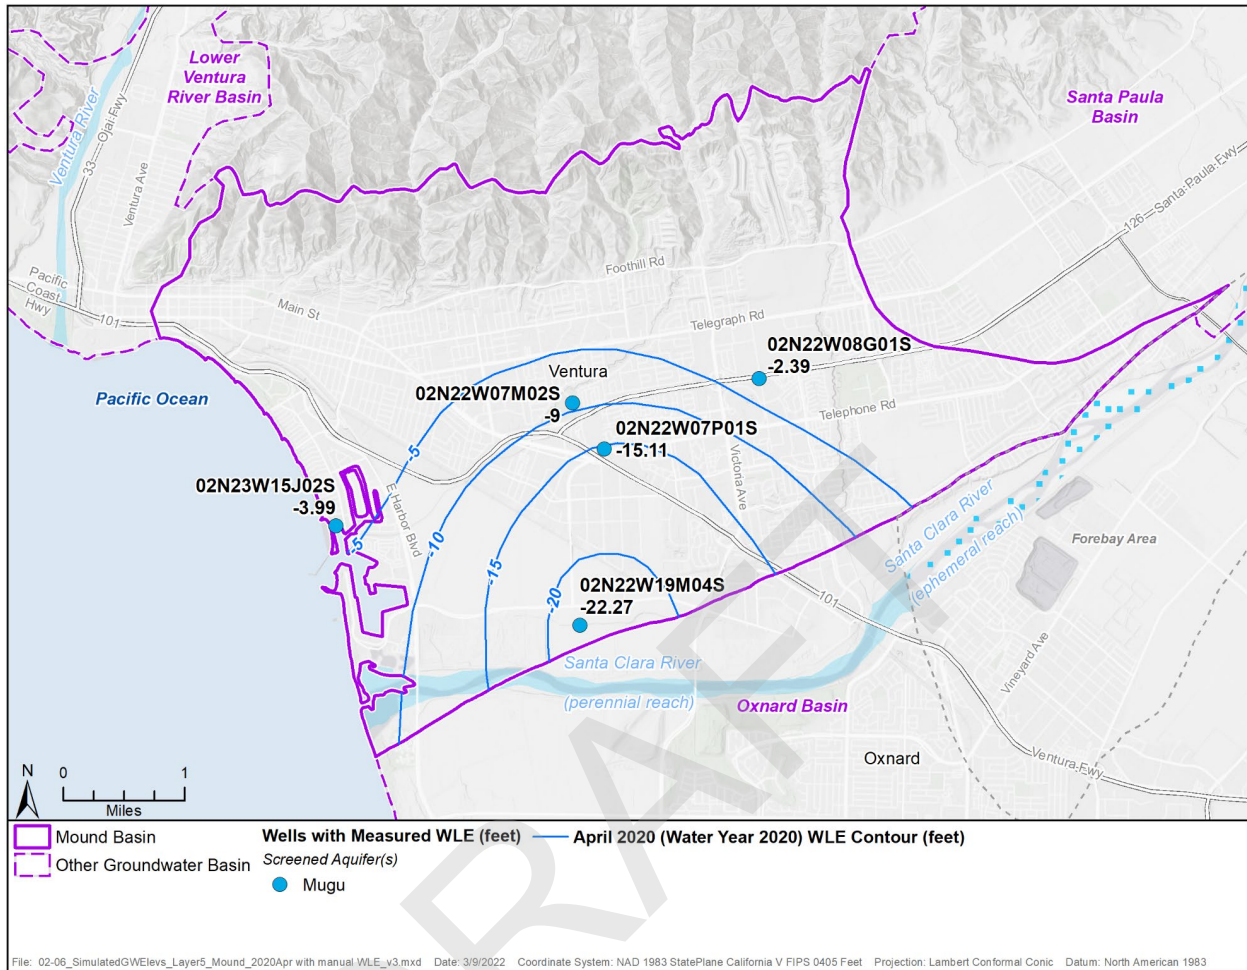 Lower
Ventura
River Basin
Santa Paula
Basin
Ventura River
33
Ojai Fwy
Ventura Ave
126
Santa Paula Fwy
Pacific
Coast
Hwy
101
Main St
Foothill Rd
Telegraph Rd
02N22W08G01S
-2.39
Ventura
Pacific Ocean
02N22W07M02S
-9
Telephone Rd
02N22W07P01S
-15.11
-5
Victoria Ave
02N23W15J02S
-3.99
E Harbor Blvd
-5
-10
-15
-20
Santa Clara River
(ephemeral reach)
Forebay Area
02N22W19M04S
-22.27
101
Santa Clara River
(perennial reach)
Vineyard Ave
Oxnard Basin
Oxnard
Ventura Fwy
N
0 1
Miles
DRAFT
Mound Basin
Other Groundwater Basin
Wells with Measured WLE (feet)
Screened Aquifer(s)
Mugu
April 2020 (Water Year 2020) WLE Contour (feet)
File: 02-06_SimulatedGWElevs_Layer5_Mound_2020Apr with manual WLE_v3.mxd Date: 3/9/2022 Coordinate System: NAD 1983 StatePlane California V FIPS 0405 Feet Projection: Lambert Conformal Conic Datum: North American 1983